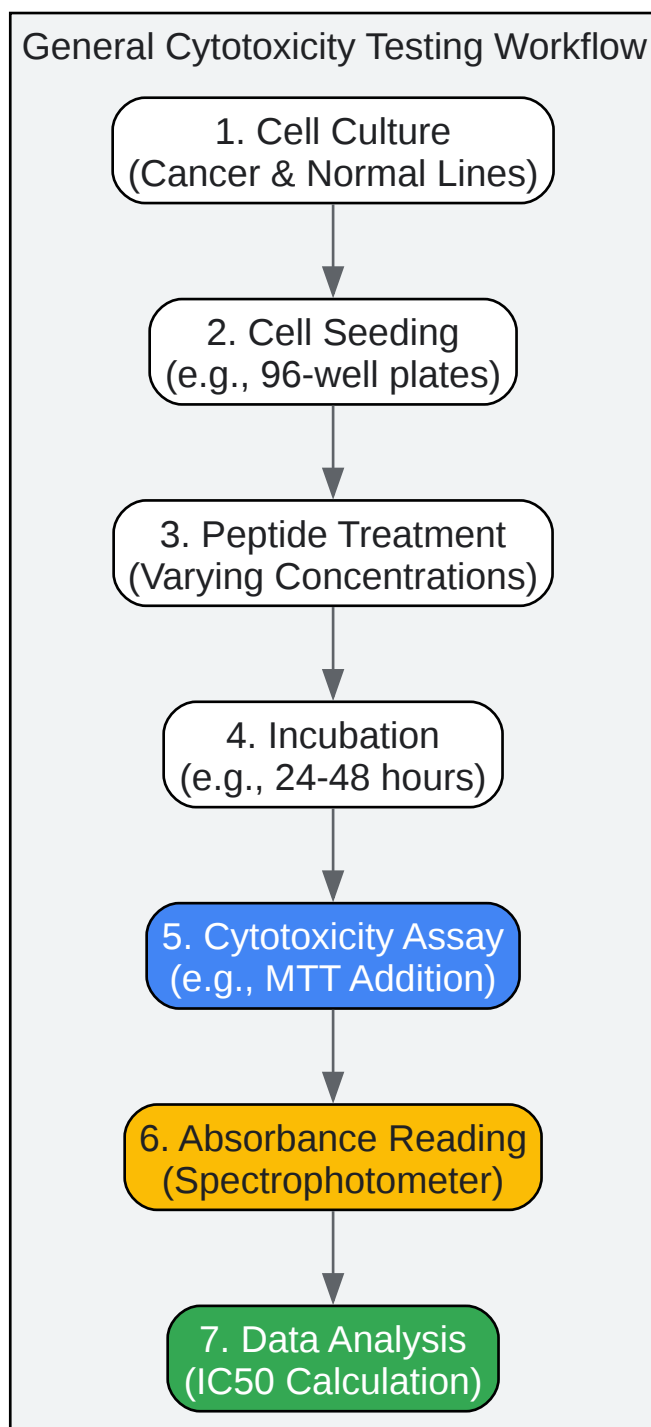 General Cytotoxicity Testing Workflow
1. Cell Culture
(Cancer & Normal Lines)
2. Cell Seeding
(e.g., 96-well plates)
3. Peptide Treatment
(Varying Concentrations)
4. Incubation
(e.g., 24-48 hours)
5. Cytotoxicity Assay
(e.g., MTT Addition)
6. Absorbance Reading
(Spectrophotometer)
7. Data Analysis
(IC50 Calculation)